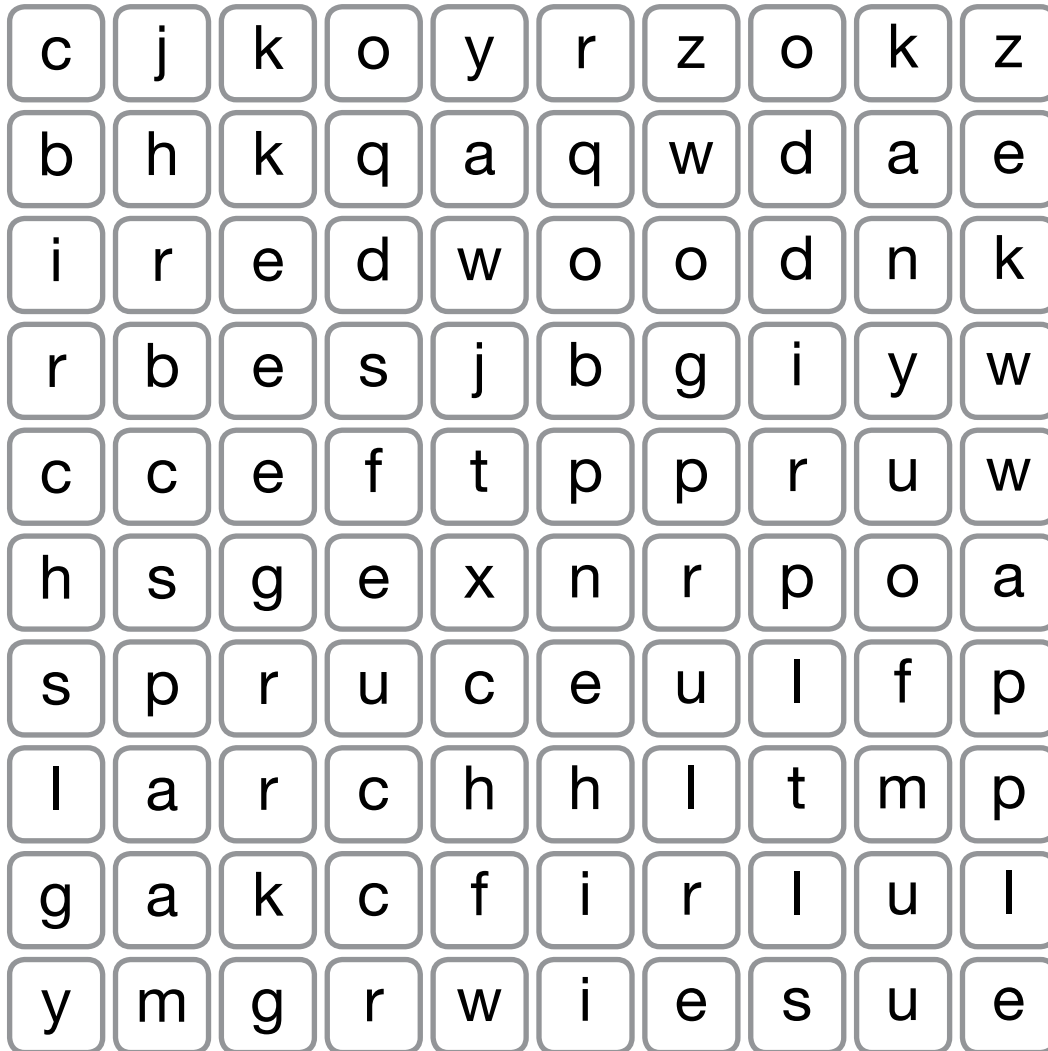 c j k o y r z o k z
b h k q a q w d a e
i r e d w o o d n k
r b e s j b g i y w
c c e f t p p r u w
h s g e x n r p o a
s p r u c e u l f p
l a r c h h l t m p
g a k c f i r l u l
y m g r w i e s u e